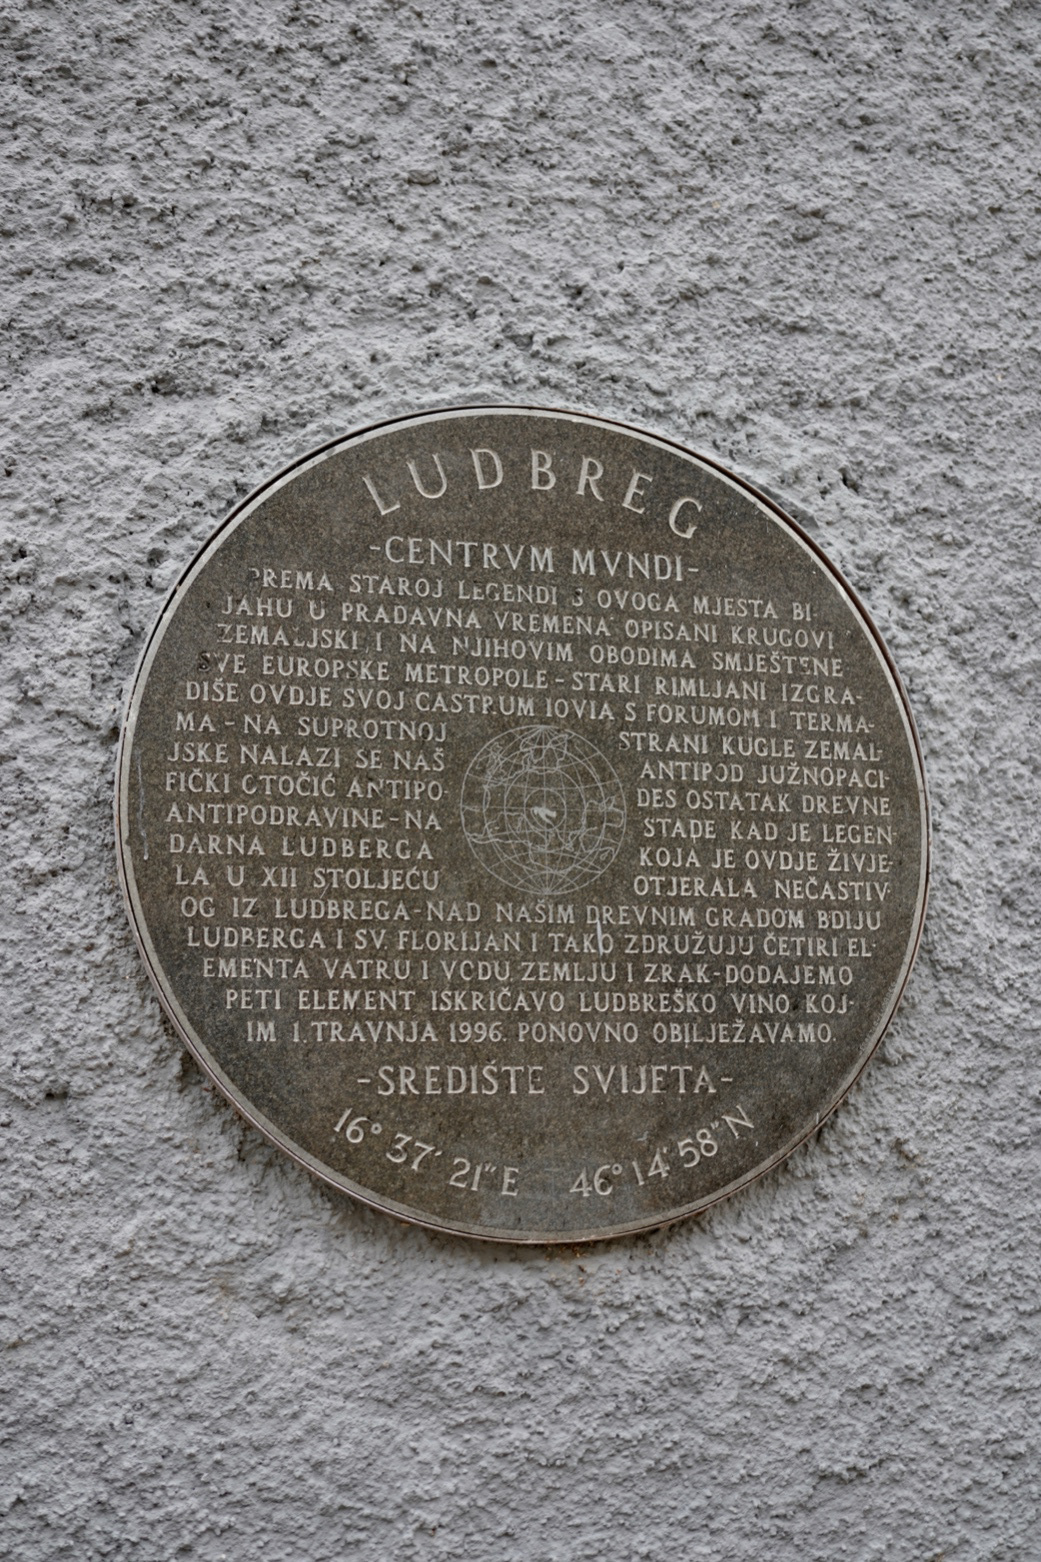 LUDBREG
-CENTRVM MVNDI-
PREMA STAROJ LEGENDI S OVOGA MJESTA BI-
JAHU U PRADAVNA VREMENA OPISANI KRUGOVI
ZEMALJSKI I NA NJIHOVIM OBODIMA SMJEŠTENE
SVE EUROPSKE METROPOLE-STARI RIMLJANI IZGRA-
DIŠE OVDJE SVOJ CASTRUM IOVIA S FORUMOM I TERMA-
MA-NA SUPROTNOJ STRANI KUGLE ZEMAL-
JSKE NALAZI SE NAŠ ANTIPOD JUŽNOPACI-
FIČKI OTOČIĆ ANTIPO DES OSTATAK DREVNE
ANTIPODRAVINE-NA STADE KAD JE LEGEN-
DARNA LUDBERGA KOJA JE OVDJE ŽIVJE-
LA U XII STOLJEĆU OTJERALA NEČASTIV-
OG IZ LUDBREGA-NAD NAŠIM DREVNIM GRADOM BDIJU
LUDBERGA I SV. FLORIJAN I TAKO ZDRUŽUJU ČETIRI EL-
EMENTA VATRU I VODU ZEMLJU I ZRAK-DODAJEMO
PETI ELEMENT ISKRIČAVO LUDBREŠKO VINO KOJ-
IM 1. TRAVNJA 1996. PONOVNO OBILJEŽAVAMO.
-SREDIŠTE SVIJETA-
16° 37' 21"E 46° 14' 58" N